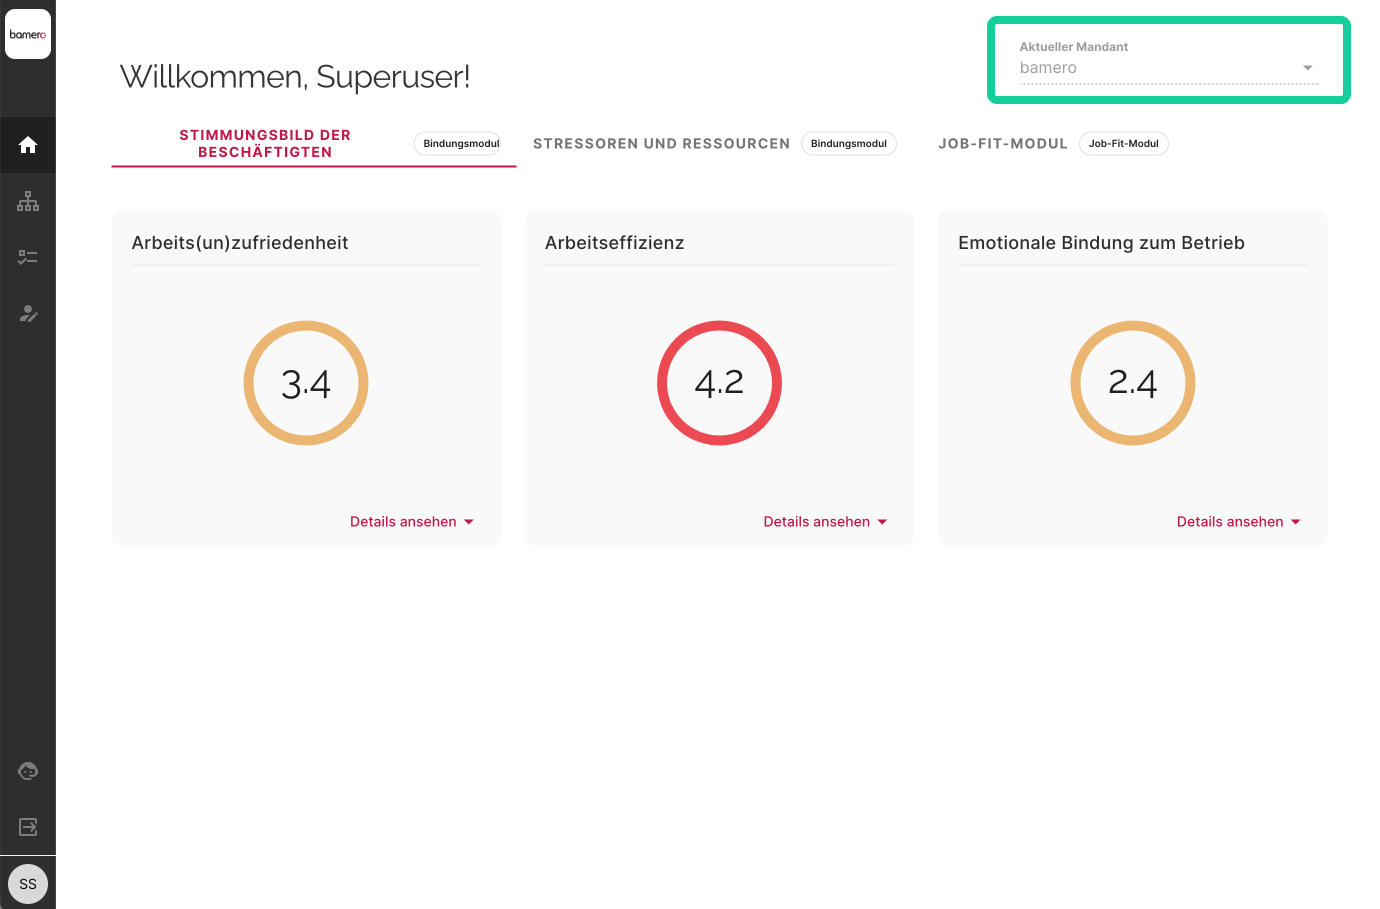 bamero
Aktueller Mandant
bamero
Willkommen, Superuser!
STIMMUNGSBILD DER
BESCHÄFTIGTEN
Bindungsmodul
STRESSOREN UND RESSOURCEN
Bindungsmodul
JOB-FIT-MODUL
Job-Fit-Modul
Arbeits(un)zufriedenheit
Arbeitseffizienz
Emotionale Bindung zum Betrieb
3.4
4.2
2.4
Details ansehen
Details ansehen
Details ansehen
SS